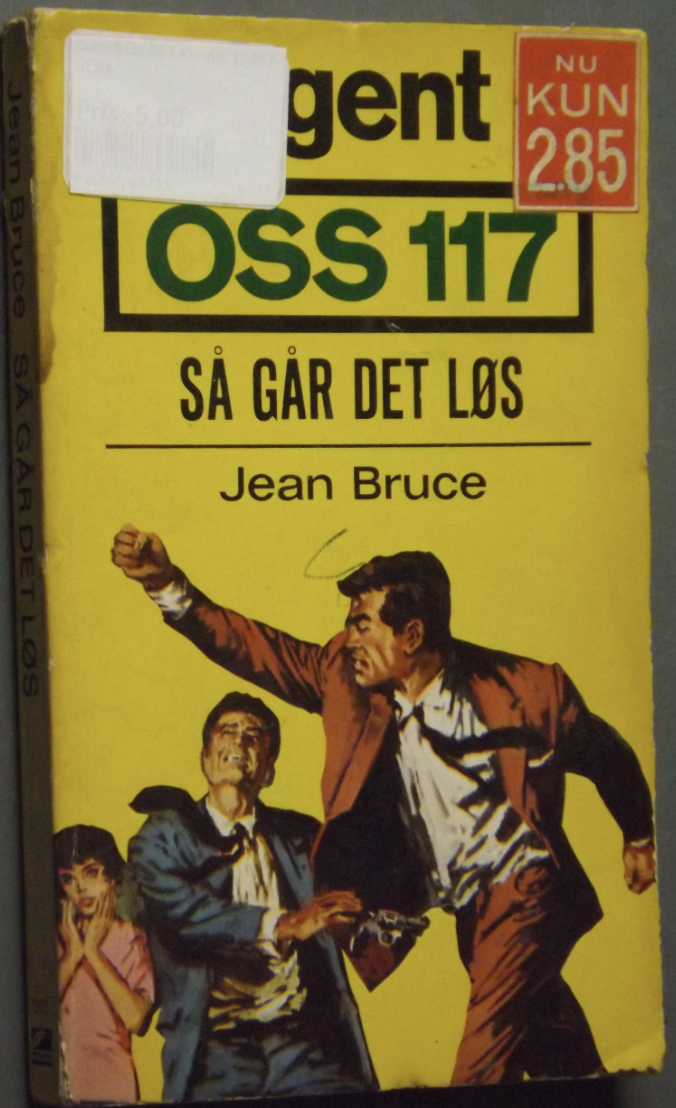 gent
NU
KUN
2.85
Pris: 5.00
OSS 117
SÅ GÅR DET LØS
Jean Bruce
Jean Bruce SÅ GÅR DET LØS